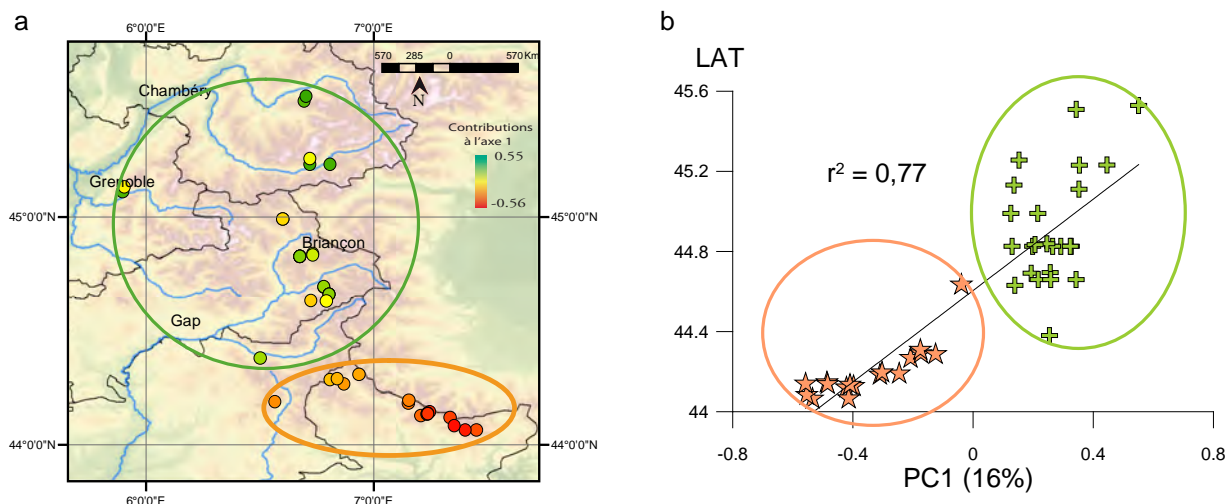 a
6°0'0"E 7°0'0"E
570 285 0 570 Km
N
Chambéry
Contributions
à l'axe 1
0.55
-0.56
Grenoble
45°0'0"N 45°0'0"N
Briançon
Gap
44°0'0"N 44°0'0"N
6°0'0"E 7°0'0"E
b
LAT
45.6
45.2
r² = 0,77
44.8
44.4
44
-0.8 -0.4 0 0.4 0.8
PC1 (16%)